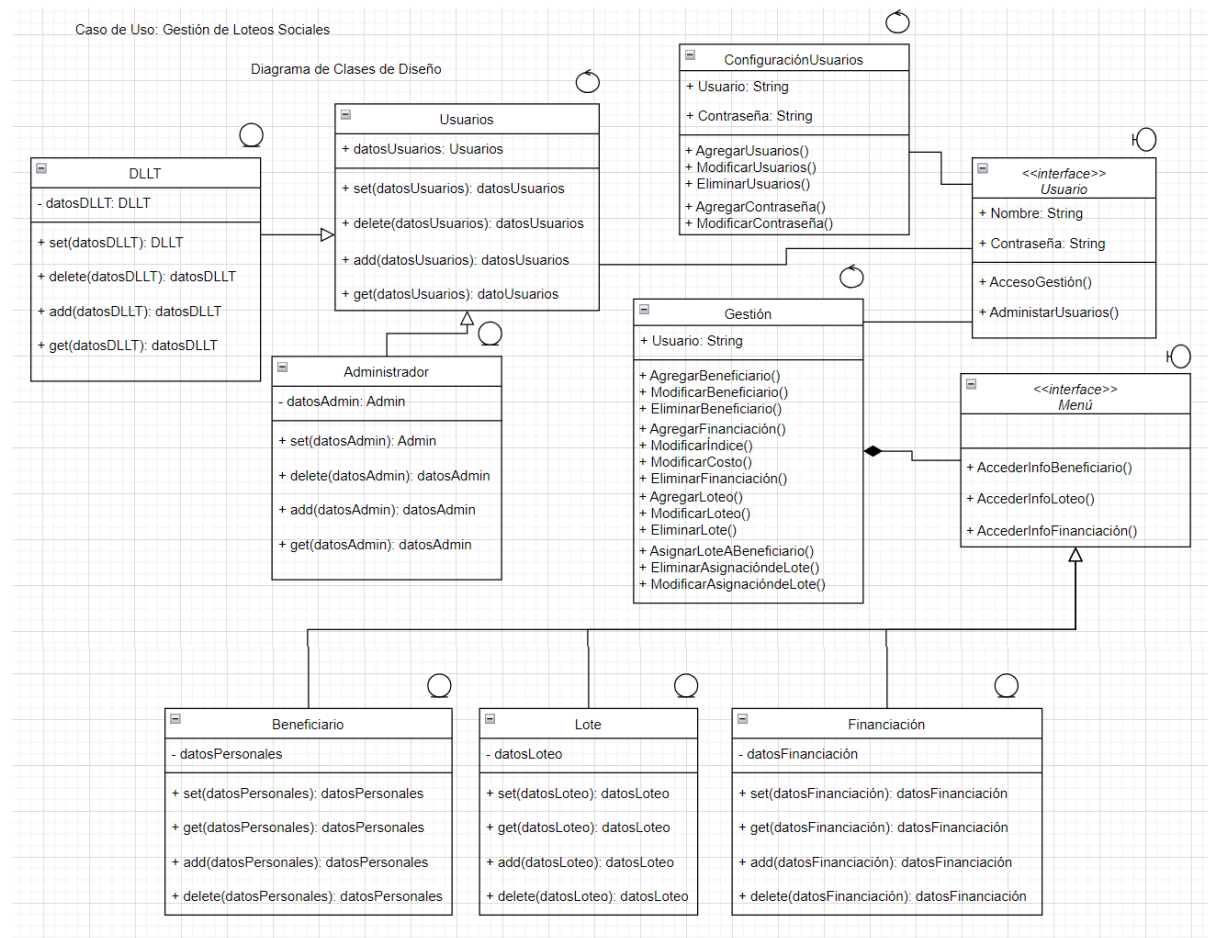 Caso de Uso: Gestión de Loteos Sociales
Diagrama de Clases de Diseño
DLLT
- datosDLLT: DLLT
+ set(datosDLLT): DLLT
+ delete(datosDLLT): datosDLLT
+ add(datosDLLT): datosDLLT
+ get(datosDLLT): datosDLLT
Usuarios
+ datosUsuarios: Usuarios
+ set(datosUsuarios): datosUsuarios
+ delete(datosUsuarios): datosUsuarios
+ add(datosUsuarios): datosUsuarios
+ get(datosUsuarios): datoUsuarios
ConfiguraciónUsuarios
+ Usuario: String
+ Contraseña: String
+ AgregarUsuarios()
+ ModificarUsuarios()
+ EliminarUsuarios()
+ AgregarContraseña()
+ ModificarContraseña()
<<interface>>
Usuario
+ Nombre: String
+ Contraseña: String
+ AccesoGestión()
+ AdministarUsuarios()
Administrador
- datosAdmin: Admin
+ set(datosAdmin): Admin
+ delete(datosAdmin): datosAdmin
+ add(datosAdmin): datosAdmin
+ get(datosAdmin): datosAdmin
Gestión
+ Usuario: String
+ AgregarBeneficiario()
+ ModificarBeneficiario()
+ EliminarBeneficiario()
+ AgregarFinanciación()
+ ModificarÍndice()
+ ModificarCosto()
+ EliminarFinanciación()
+ AgregarLoteo()
+ ModificarLoteo()
+ EliminarLote()
+ AsignarLoteABeneficiario()
+ EliminarAsignacióndeLote()
+ ModificarAsignacióndeLote()
<<interface>>
Menú
+ AccederInfoBeneficiario()
+ AccederInfoLoteo()
+ AccederInfoFinanciación()
Beneficiario
- datosPersonales
+ set(datosPersonales): datosPersonales
+ get(datosPersonales): datosPersonales
+ add(datosPersonales): datosPersonales
+ delete(datosPersonales): datosPersonales
Lote
- datosLoteo
+ set(datosLoteo): datosLoteo
+ get(datosLoteo): datosLoteo
+ add(datosLoteo): datosLoteo
+ delete(datosLoteo): datosLoteo
Financiación
- datosFinanciación
+ set(datosFinanciación): datosFinanciación
+ get(datosFinanciación): datosFinanciación
+ add(datosFinanciación): datosFinanciación
+ delete(datosFinanciación): datosFinanciación